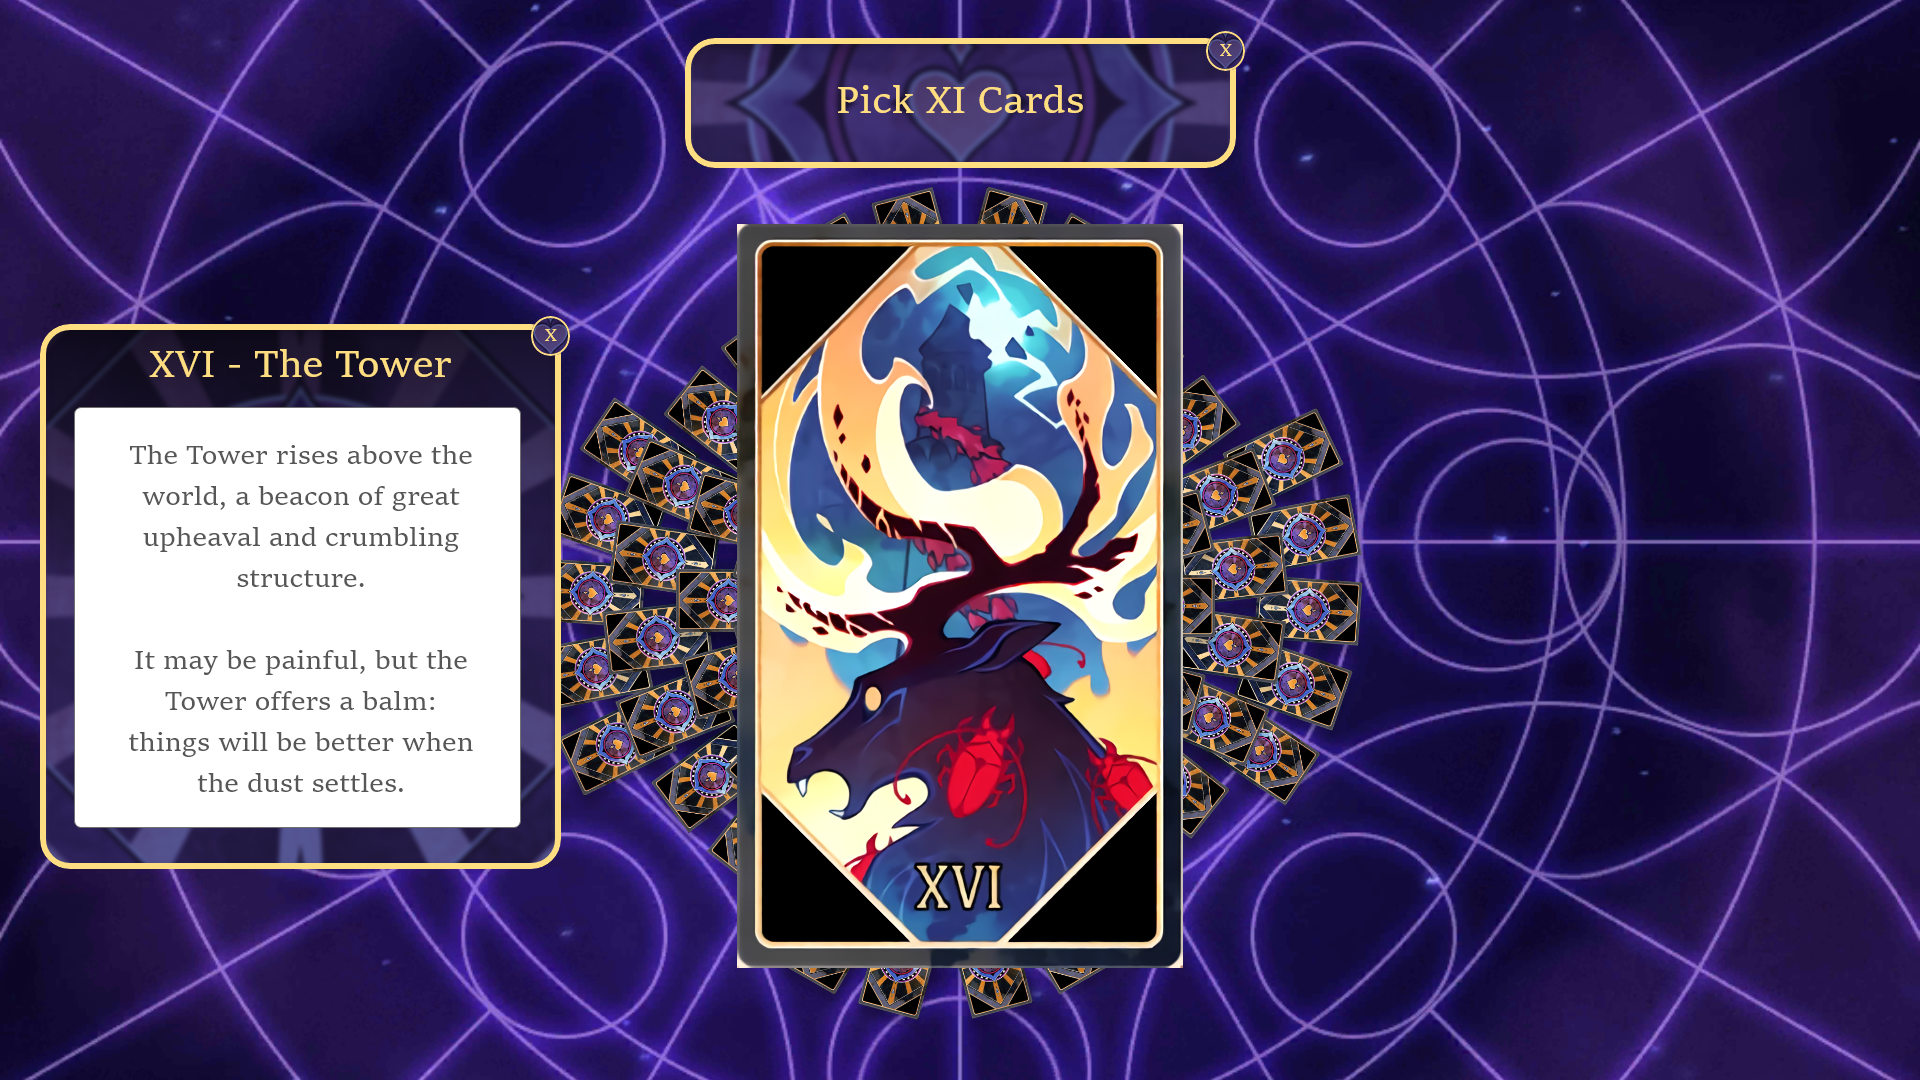 Pick XI Cards
X
XVI - The Tower
X
The Tower rises above the
world, a beacon of great
upheaval and crumbling
structure.
It may be painful, but the
Tower offers a balm:
things will be better when
the dust settles.
XVI